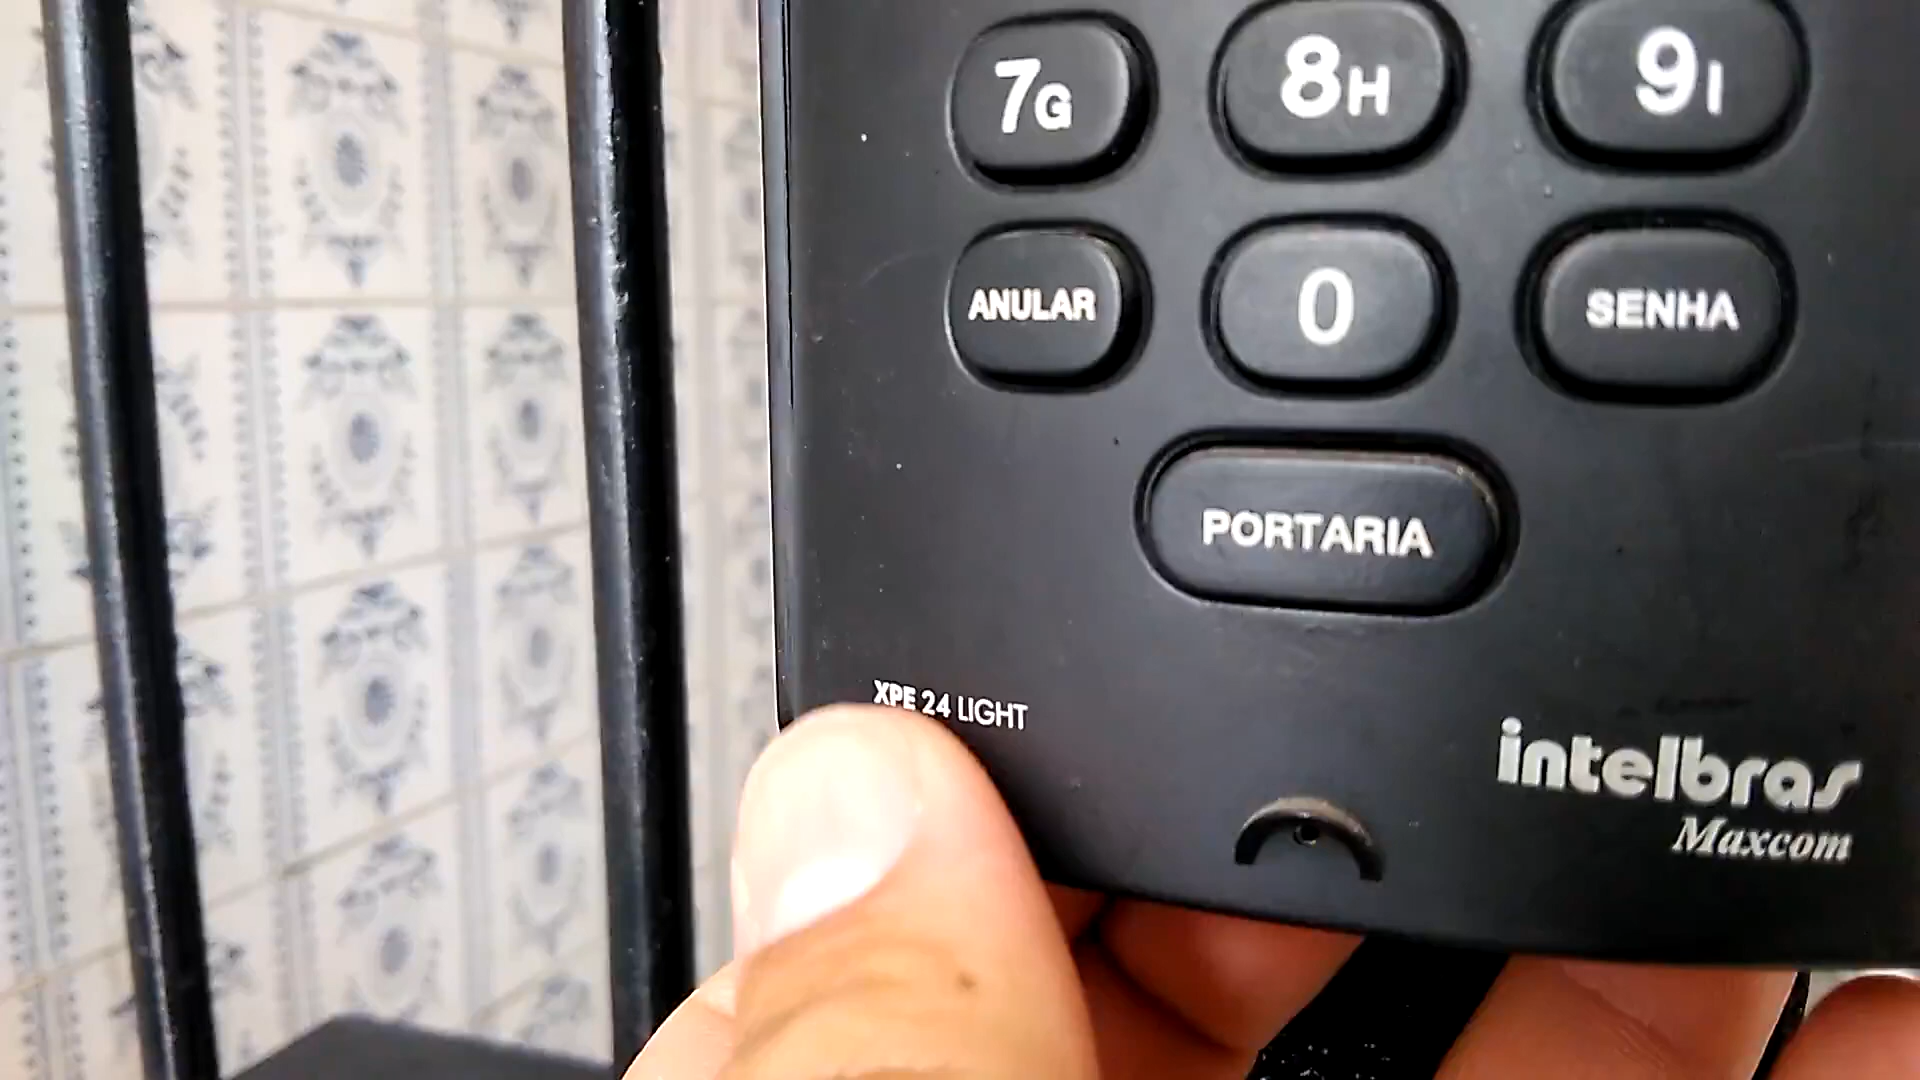 7G 8H 9I
ANULAR 0 SENHA
PORTARIA
XPE 24 LIGHT
intelbras
Maxcom